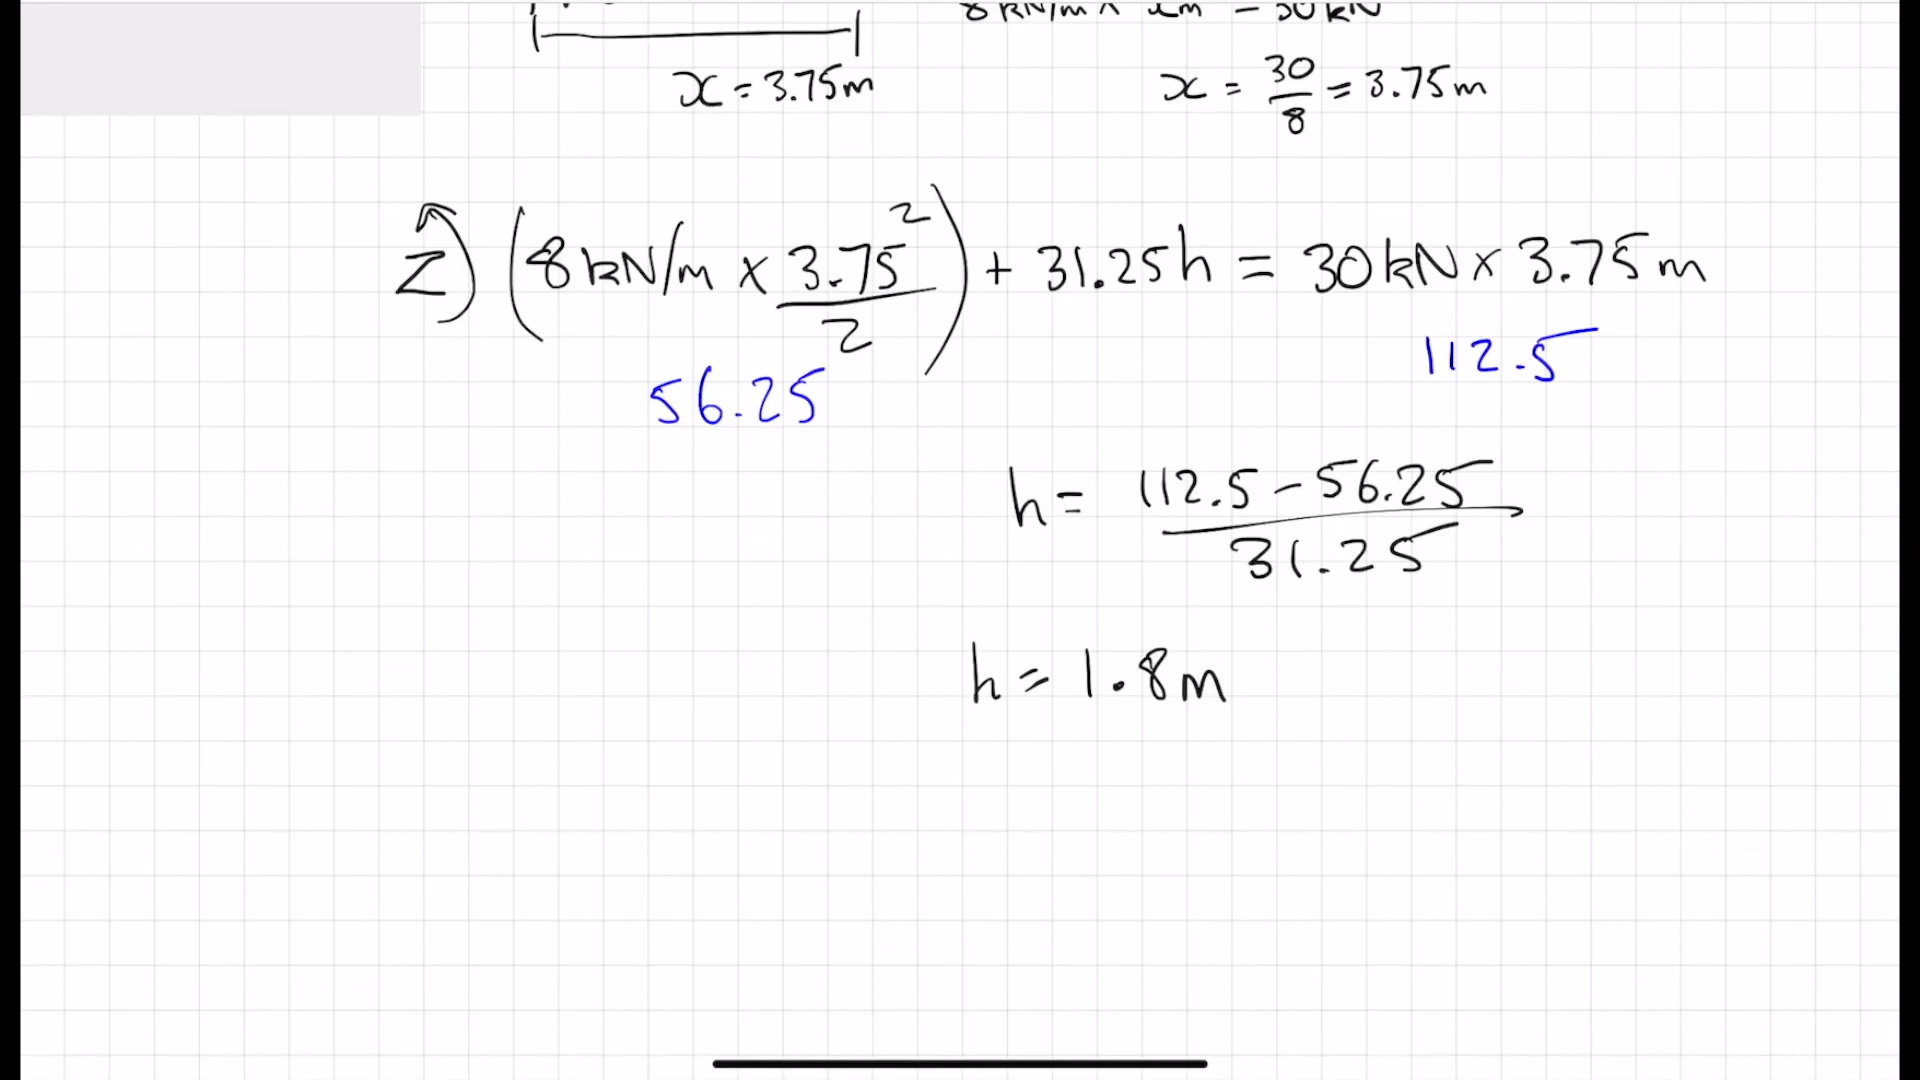 x = 3.75m
x = 30/8 = 3.75m
Z) (8kN/m × 3.75²/2) + 31.25h = 30kN × 3.75m
56.25
112.5
h = 112.5 - 56.25 / 31.25
h = 1.8m